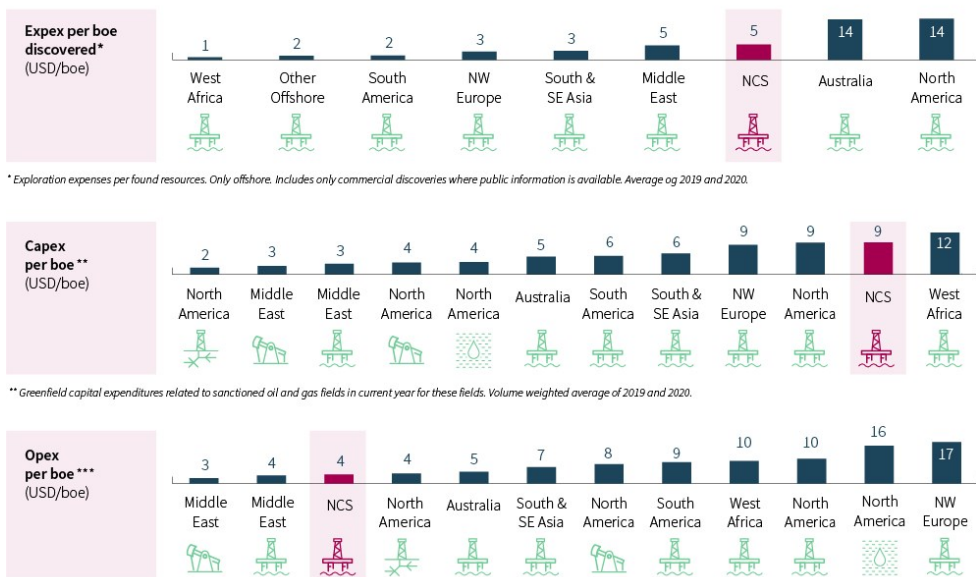 Expex per boe
discovered*
(USD/boe)
1 2 2 3 3 5 5 14 14
West Africa
Other Offshore
South America
NW Europe
South & SE Asia
Middle East
NCS
Australia
North America
* Exploration expenses per found resources. Only offshore. Includes only commercial discoveries where public information is available. Average og 2019 and 2020.
Capex
per boe **
(USD/boe)
2 3 3 4 4 5 6 6 9 9 9 12
North America
Middle East
Middle East
North America
North America
Australia
South America
South & SE Asia
NW Europe
North America
NCS
West Africa
** Greenfield capital expenditures related to sanctioned oil and gas fields in current year for these fields. Volume weighted average of 2019 and 2020.
Opex
per boe ***
(USD/boe)
3 4 4 4 5 7 8 9 10 10 16 17
Middle East
Middle East
NCS
North America
Australia
South & SE Asia
North America
South America
West Africa
North America
North America
NW Europe